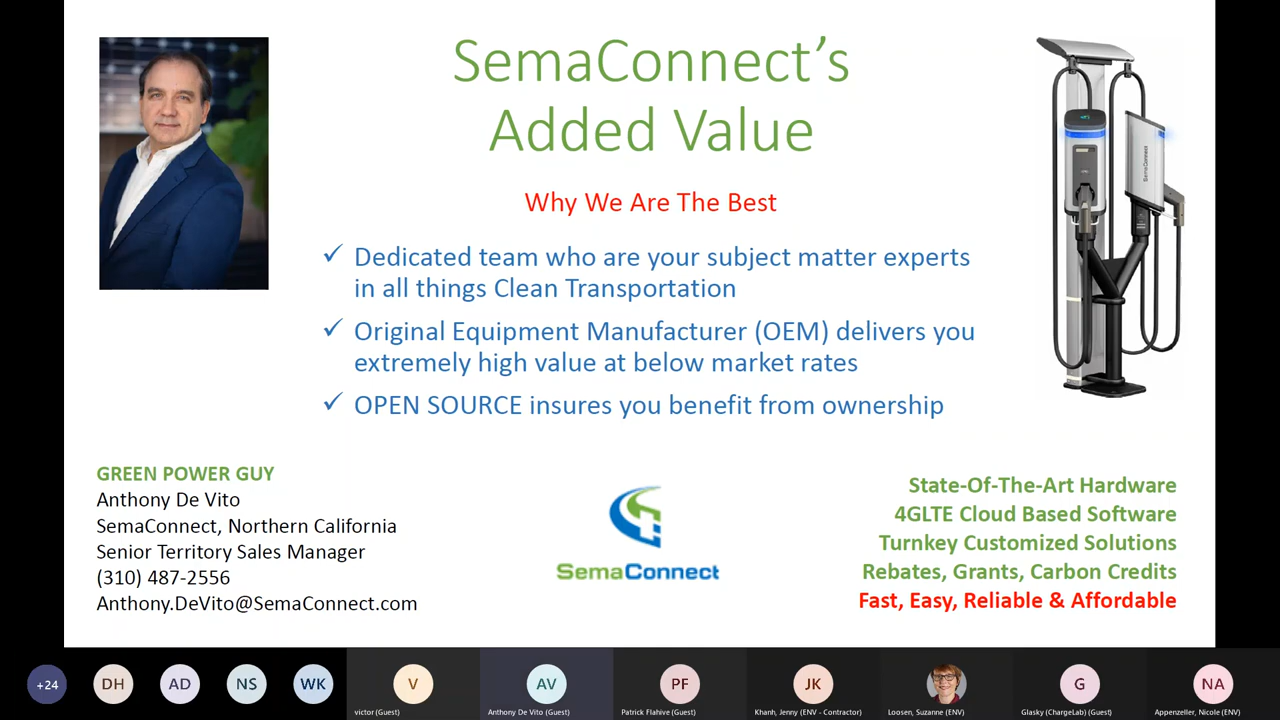 SemaConnect's
Added Value
Why We Are The Best
✓ Dedicated team who are your subject matter experts
in all things Clean Transportation
✓ Original Equipment Manufacturer (OEM) delivers you
extremely high value at below market rates
✓ OPEN SOURCE insures you benefit from ownership
SemaConnect
GREEN POWER GUY
Anthony De Vito
SemaConnect, Northern California
Senior Territory Sales Manager
(310) 487-2556
Anthony.DeVito@SemaConnect.com
SemaConnect
State-Of-The-Art Hardware
4GLTE Cloud Based Software
Turnkey Customized Solutions
Rebates, Grants, Carbon Credits
Fast, Easy, Reliable & Affordable
+24
DH
AD
NS
WK
V
AV
PF
JK
G
NA
victor (Guest)
Anthony De Vito (Guest)
Patrick Flahive (Guest)
Khanh, Jenny (ENV - Contractor)
Loosen, Suzanne (ENV)
Glasky (ChargeLab) (Guest)
Appenzeller, Nicole (ENV)